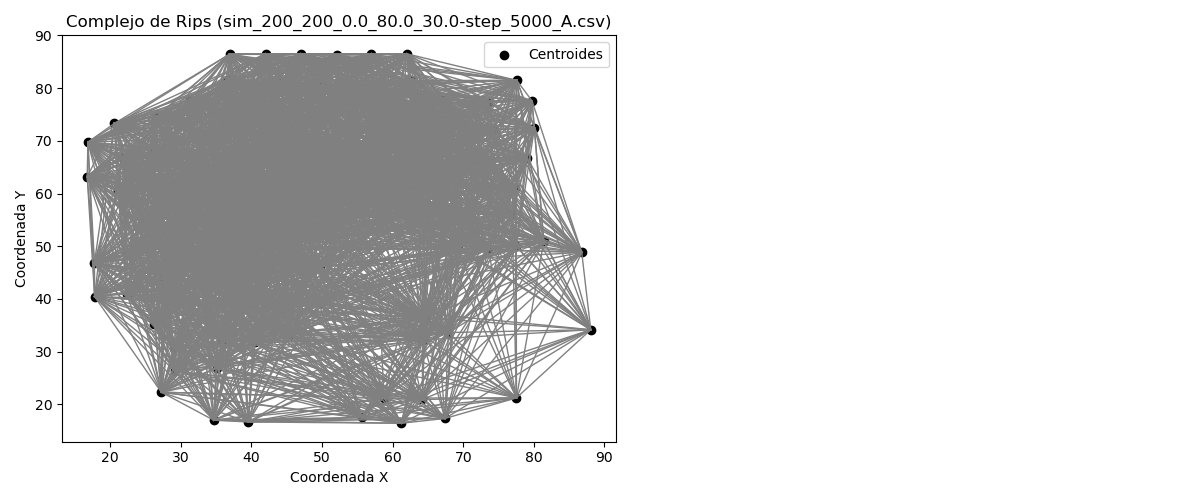 Complejo de Rips (sim_200_200_0.0_80.0_30.0-step_5000_A.csv)
90
80
70
60
50
40
30
20
Coordenada Y
Centroides
20 30 40 50 60 70 80 90
Coordenada X